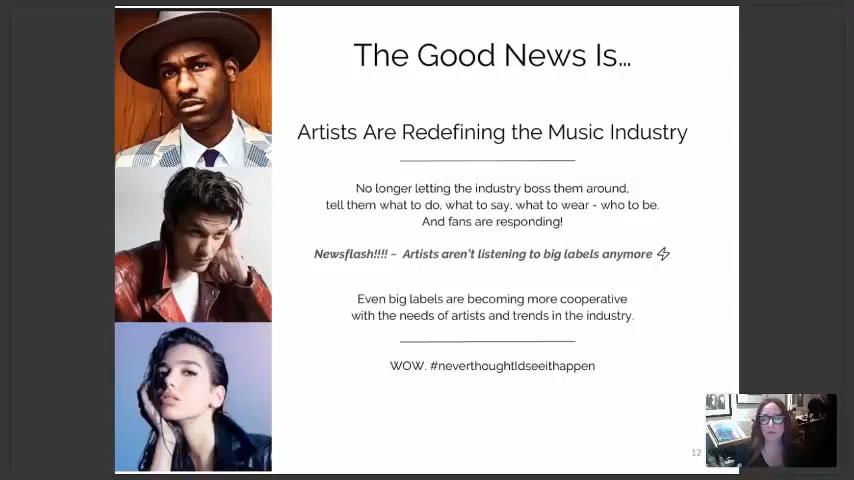 The Good News Is...
Artists Are Redefining the Music Industry
No longer letting the industry boss them around,
tell them what to do, what to say, what to wear - who to be.
And fans are responding!
Newsflash!!!! ~ Artists aren't listening to big labels anymore
Even big labels are becoming more cooperative
with the needs of artists and trends in the industry.
WOW. #neverthoughtIdseeithappen
12